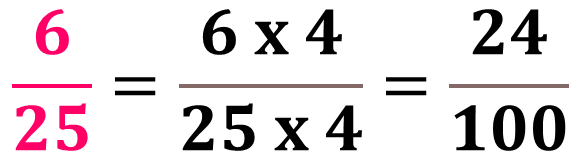 6/25 = 6 x 4/25 x 4 = 24/100